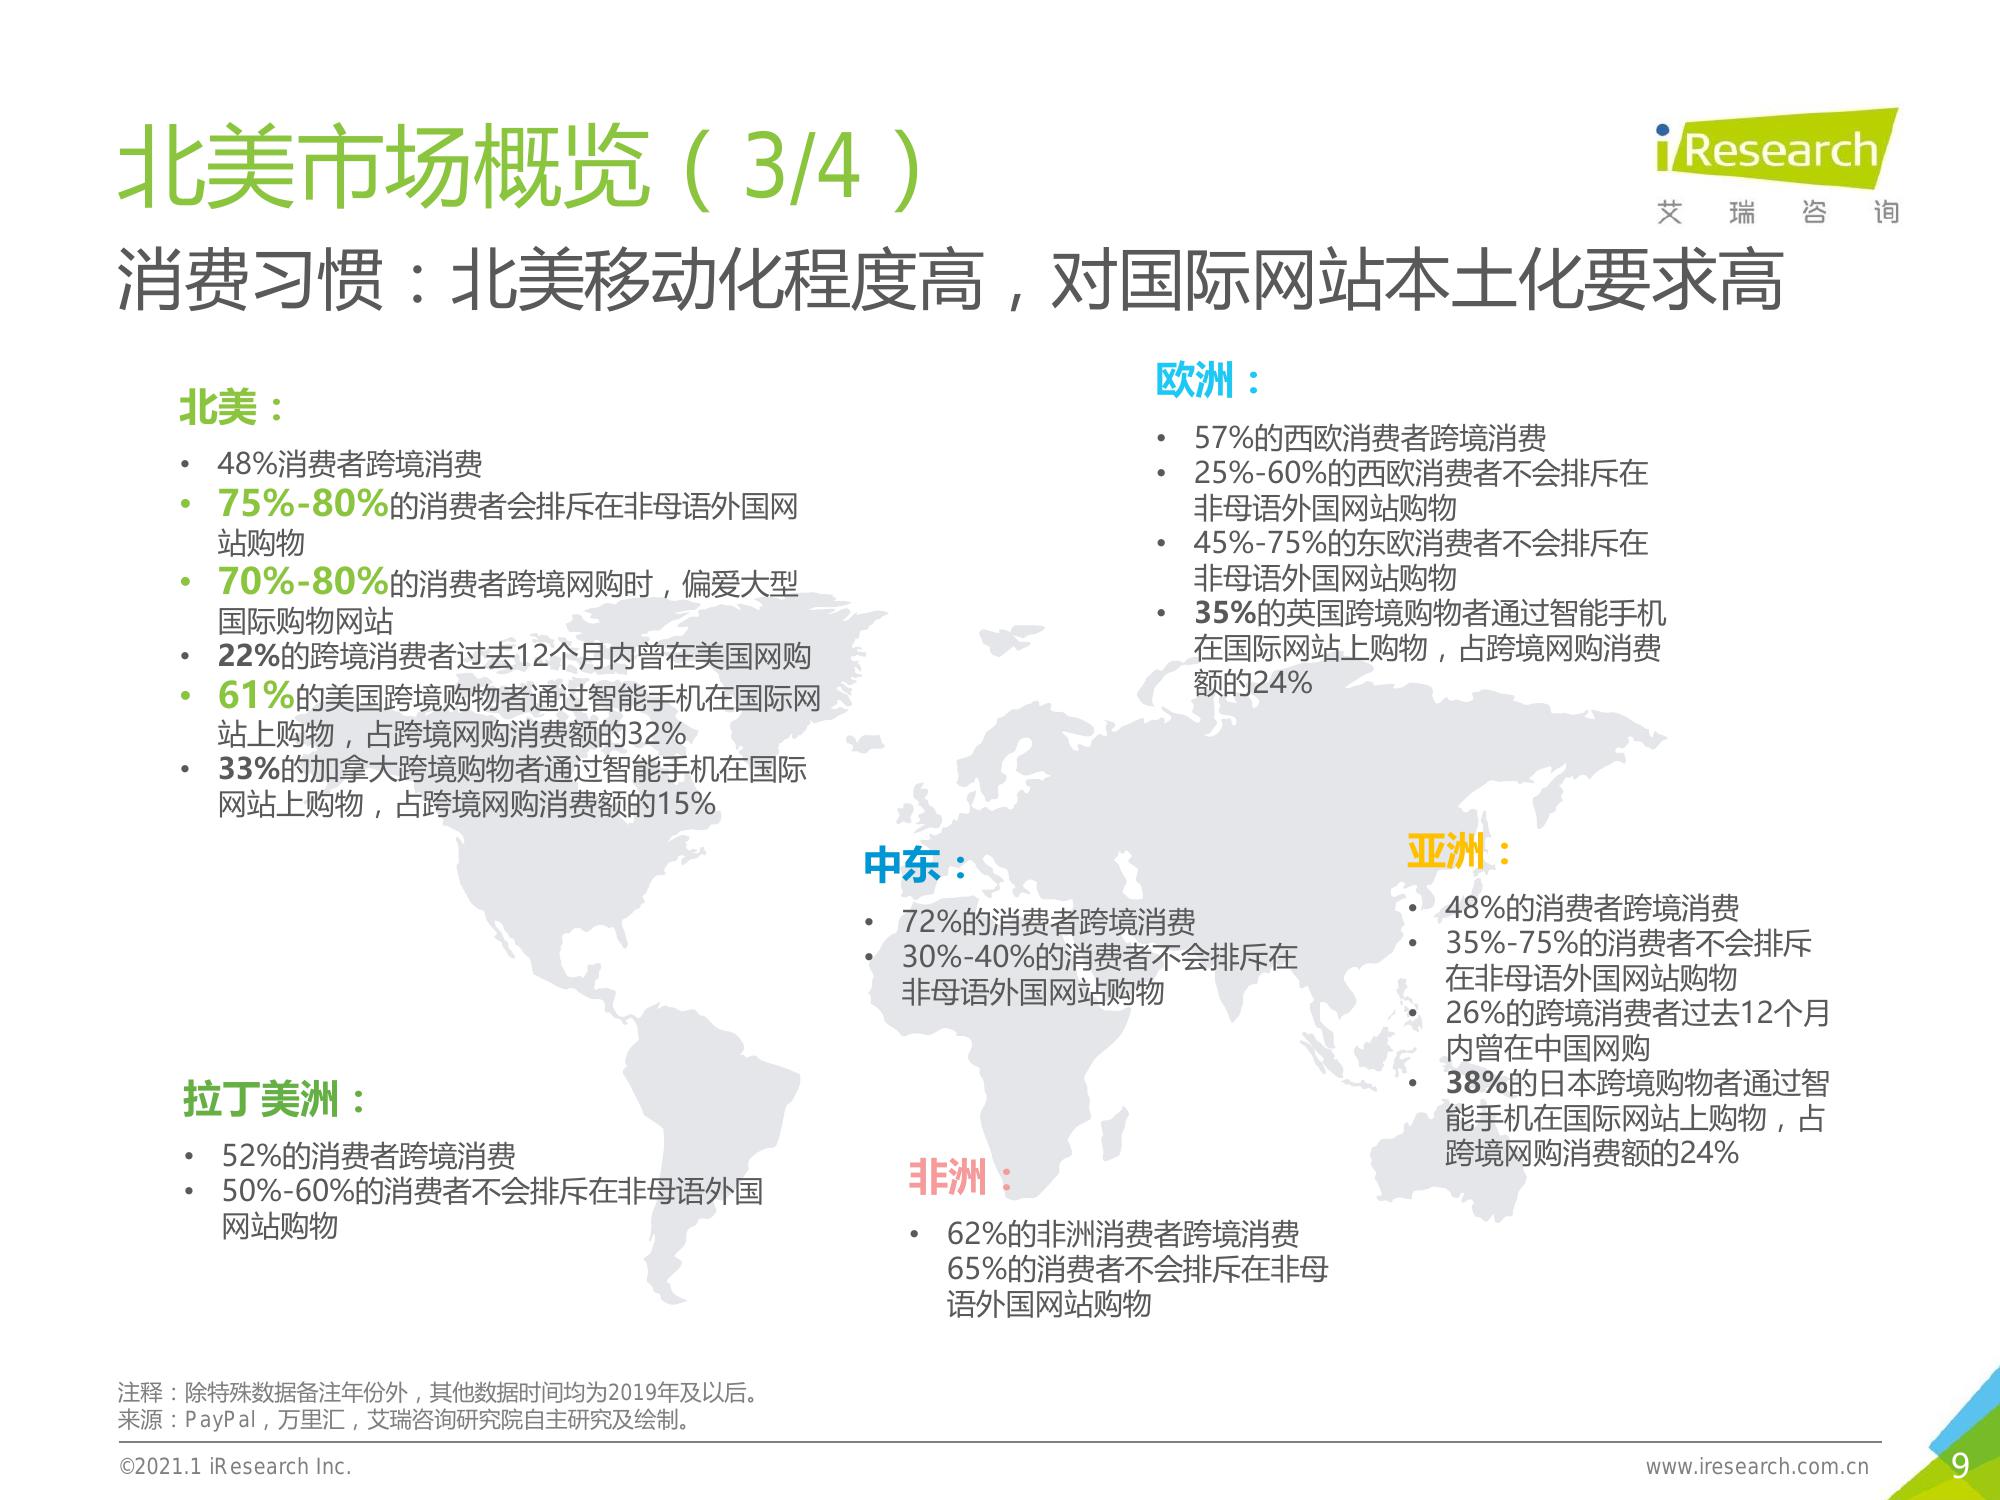 北美市场概览（3/4）
iResearch
艾瑞咨询
消费习惯：北美移动化程度高，对国际网站本土化要求高
北美：
• 48%消费者跨境消费
• 75%-80%的消费者会排斥在非母语外国网
站购物
• 70%-80%的消费者跨境网购时，偏爱大型
国际购物网站
• 22%的跨境消费者过去12个月内曾在美国网购
• 61%的美国跨境购物者通过智能手机在国际网
站上购物，占跨境网购消费额的32%
• 33%的加拿大跨境购物者通过智能手机在国际
网站上购物，占跨境网购消费额的15%
欧洲：
• 57%的西欧消费者跨境消费
• 25%-60%的西欧消费者不会排斥在
非母语外国网站购物
• 45%-75%的东欧消费者不会排斥在
非母语外国网站购物
• 35%的英国跨境购物者通过智能手机
在国际网站上购物，占跨境网购消费
额的24%
中东：
• 72%的消费者跨境消费
• 30%-40%的消费者不会排斥在
非母语外国网站购物
亚洲：
• 48%的消费者跨境消费
• 35%-75%的消费者不会排斥
在非母语外国网站购物
• 26%的跨境消费者过去12个月
内曾在中国网购
• 38%的日本跨境购物者通过智
能手机在国际网站上购物，占
跨境网购消费额的24%
拉丁美洲：
• 52%的消费者跨境消费
• 50%-60%的消费者不会排斥在非母语外国
网站购物
非洲：
• 62%的非洲消费者跨境消费
65%的消费者不会排斥在非母
语外国网站购物
注释：除特殊数据备注年份外，其他数据时间均为2019年及以后。
来源：PayPal，万里汇，艾瑞咨询研究院自主研究及绘制。
©2021.1 iResearch Inc.
www.iresearch.com.cn
9